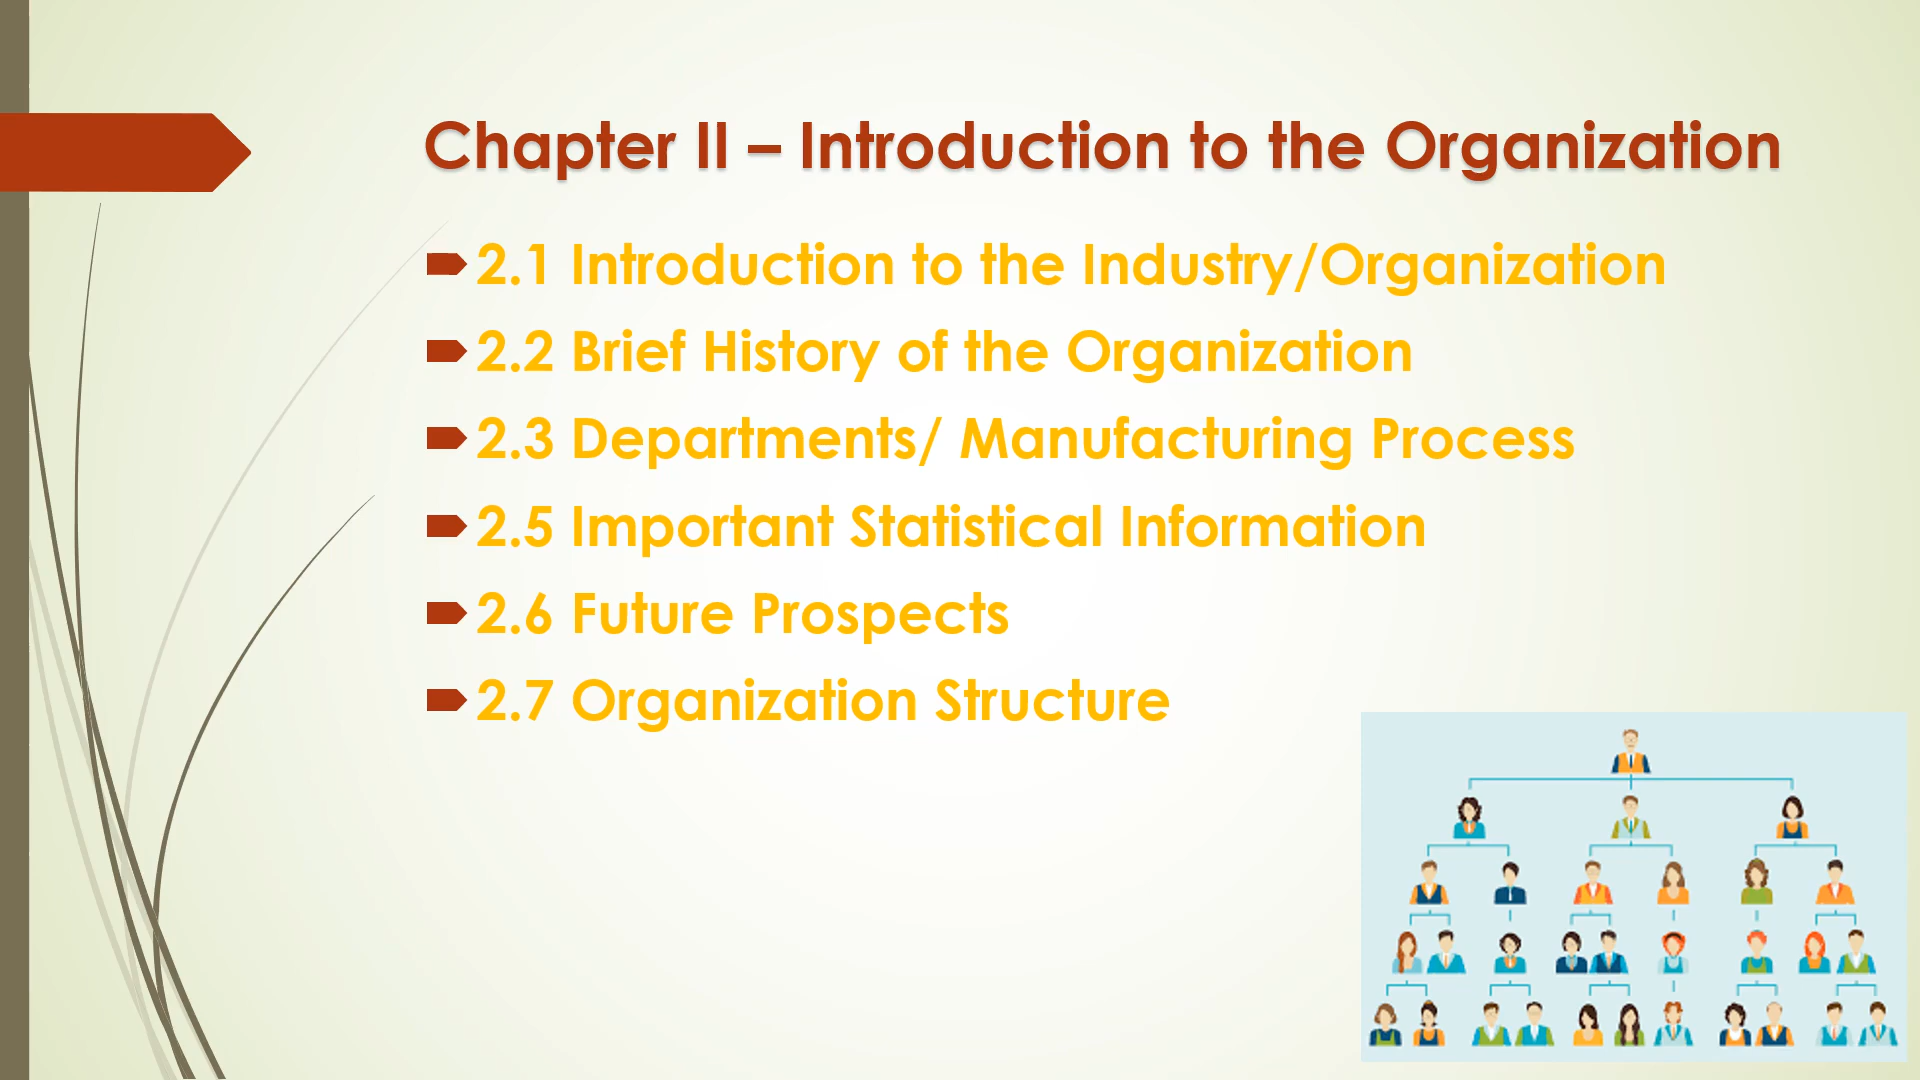 Chapter II – Introduction to the Organization
2.1 Introduction to the Industry/Organization
2.2 Brief History of the Organization
2.3 Departments/ Manufacturing Process
2.5 Important Statistical Information
2.6 Future Prospects
2.7 Organization Structure